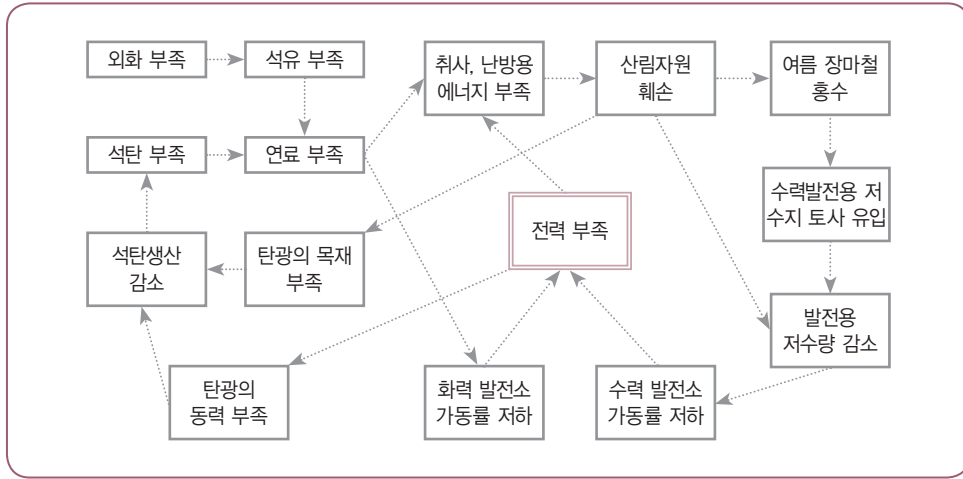 외화 부족
석유 부족
취사, 난방용
에너지 부족
산림자원
훼손
여름 장마철
홍수
석탄 부족
연료 부족
수력발전용 저
수지 토사 유입
전력 부족
석탄생산
감소
탄광의 목재
부족
발전용
저수량 감소
탄광의
동력 부족
화력 발전소
가동률 저하
수력 발전소
가동률 저하